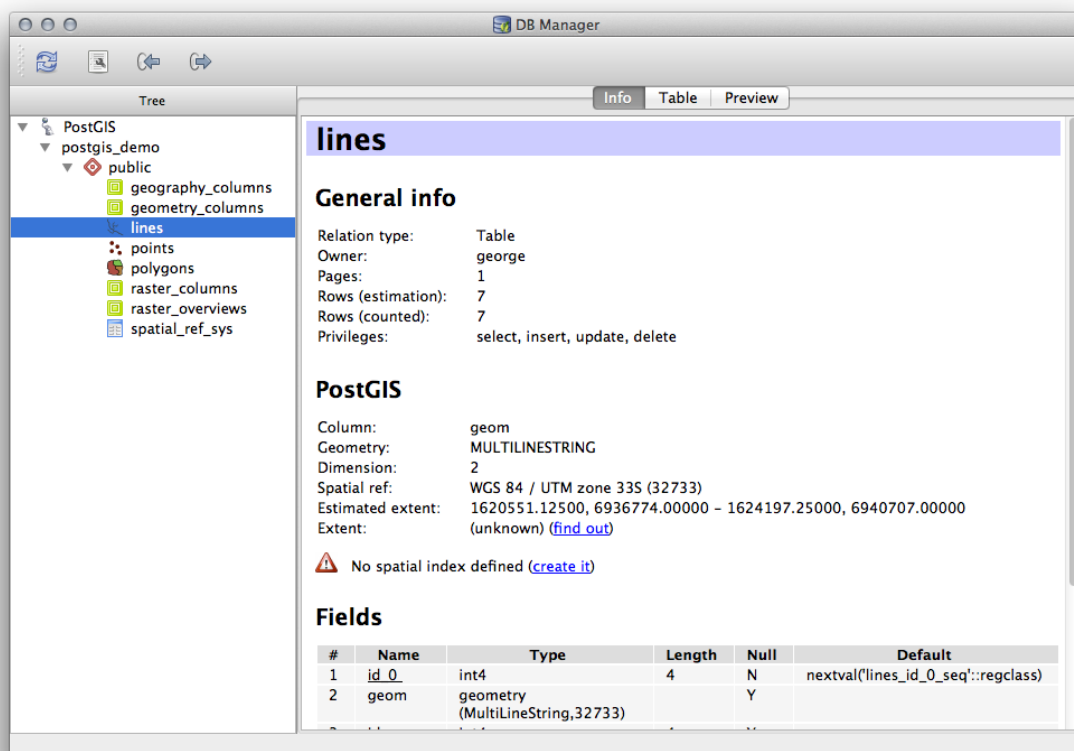 DB Manager
Tree
Info Table Preview
PostGIS
postgis_demo
public
geography_columns
geometry_columns
lines
points
polygons
raster_columns
raster_overviews
spatial_ref_sys
lines
General info
Relation type: Table
Owner: george
Pages: 1
Rows (estimation): 7
Rows (counted): 7
Privileges: select, insert, update, delete
PostGIS
Column: geom
Geometry: MULTILINESTRING
Dimension: 2
Spatial ref: WGS 84 / UTM zone 33S (32733)
Estimated extent: 1620551.12500, 6936774.00000 - 1624197.25000, 6940707.00000
Extent: (unknown) (find out)
No spatial index defined (create it)
Fields
# Name Type Length Null Default
1 id_0 int4 4 N nextval('lines_id_0_seq'::regclass)
2 geom geometry Y
(MultiLineString,32733)